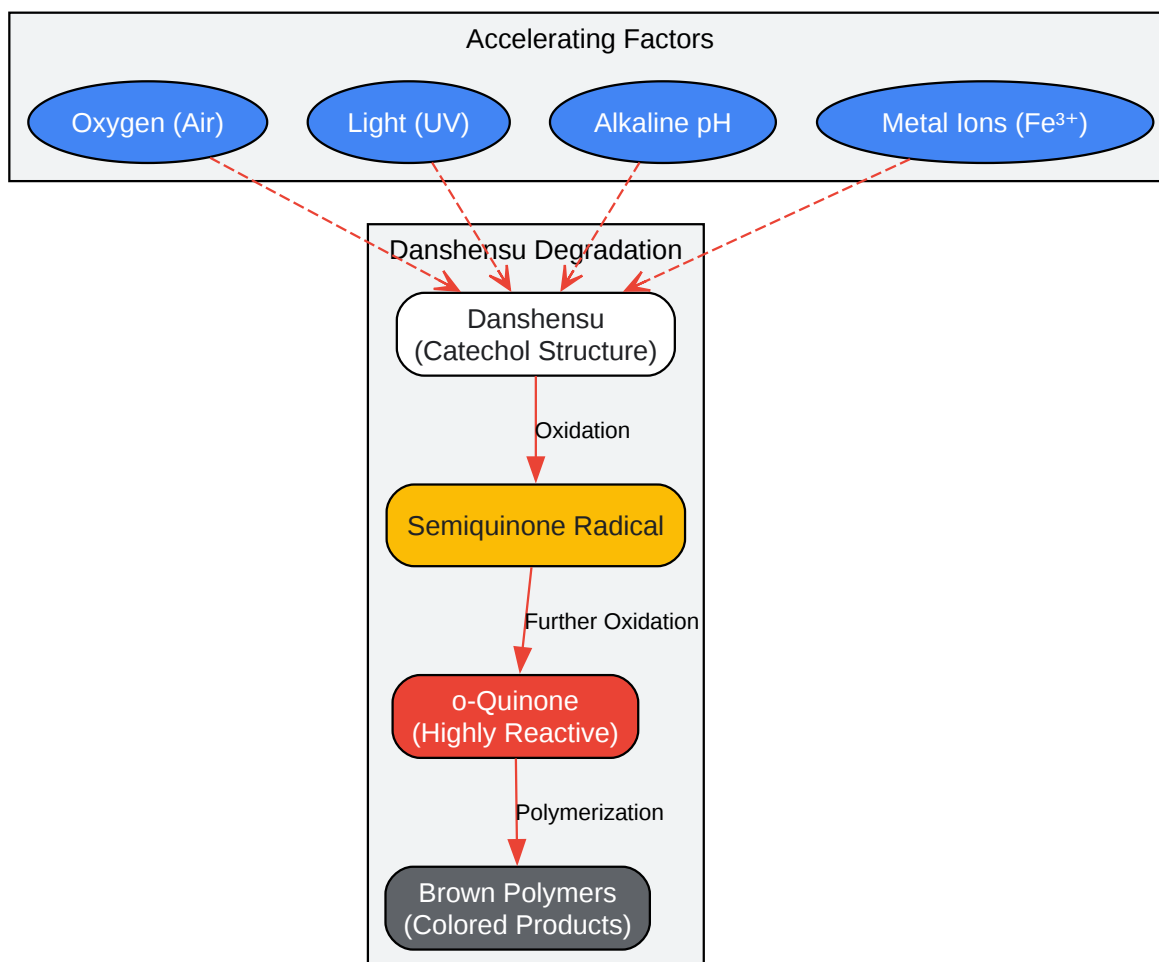 Accelerating Factors
Oxygen (Air)
Light (UV)
Alkaline pH
Metal Ions (Fe³⁺)
Danshensu Degradation
Danshensu
(Catechol Structure)
Oxidation
Semiquinone Radical
Further Oxidation
o-Quinone
(Highly Reactive)
Polymerization
Brown Polymers
(Colored Products)